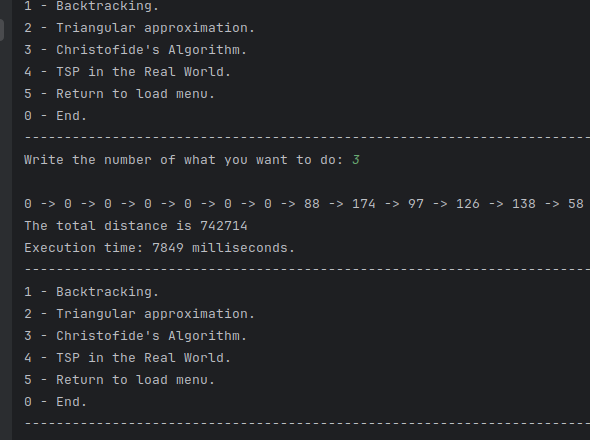 1 - Backtracking.
2 - Triangular approximation.
3 - Christofide's Algorithm.
4 - TSP in the Real World.
5 - Return to load menu.
0 - End.
------------------------------------------------------------------------
Write the number of what you want to do: 3
0 -> 0 -> 0 -> 0 -> 0 -> 0 -> 0 -> 88 -> 174 -> 97 -> 126 -> 138 -> 58
The total distance is 742714
Execution time: 7849 milliseconds.
------------------------------------------------------------------------
1 - Backtracking.
2 - Triangular approximation.
3 - Christofide's Algorithm.
4 - TSP in the Real World.
5 - Return to load menu.
0 - End.
------------------------------------------------------------------------